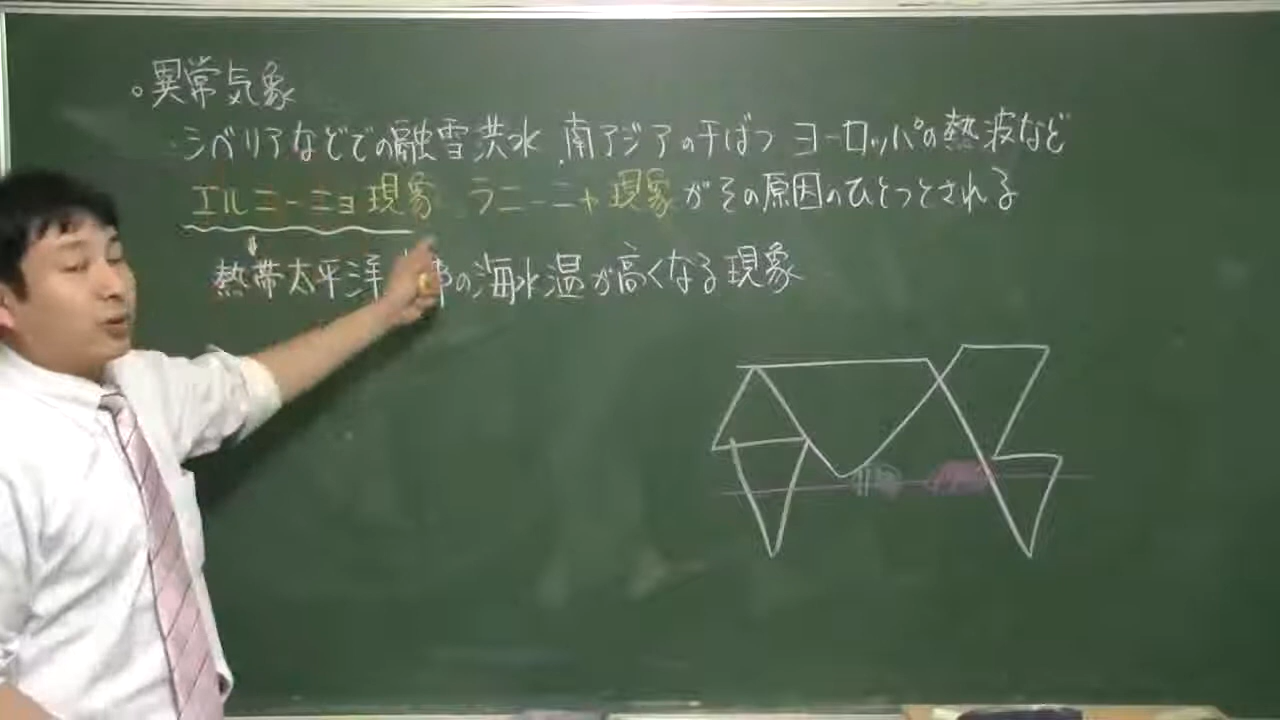 。異常気象
・シベリアなどでの融雪洪水 .南アジアの干ばつ ヨーロッパの熱波など
エルニーニョ現象 ラニーニャ現象がその原因のひとつとされる
熱帯太平洋 の海水温が高くなる現象